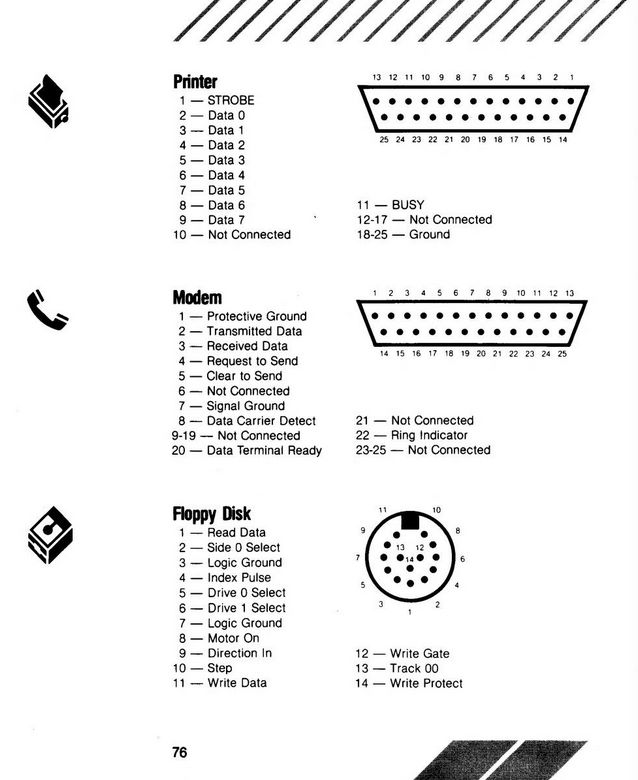 Printer
1 — STROBE
2 — Data 0
3 — Data 1
4 — Data 2
5 — Data 3
6 — Data 4
7 — Data 5
8 — Data 6
9 — Data 7
10 — Not Connected
13 12 11 10 9 8 7 6 5 4 3 2 1
25 24 23 22 21 20 19 18 17 16 15 14
11 — BUSY
12-17 — Not Connected
18-25 — Ground
Modem
1 — Protective Ground
2 — Transmitted Data
3 — Received Data
4 — Request to Send
5 — Clear to Send
6 — Not Connected
7 — Signal Ground
8 — Data Carrier Detect
9-19 — Not Connected
20 — Data Terminal Ready
1 2 3 4 5 6 7 8 9 10 11 12 13
14 15 16 17 18 19 20 21 22 23 24 25
21 — Not Connected
22 — Ring Indicator
23-25 — Not Connected
Floppy Disk
1 — Read Data
2 — Side 0 Select
3 — Logic Ground
4 — Index Pulse
5 — Drive 0 Select
6 — Drive 1 Select
7 — Logic Ground
8 — Motor On
9 — Direction In
10 — Step
11 — Write Data
11 10
9 8
13 12
7 14 6
5 4
3 2
1
12 — Write Gate
13 — Track 00
14 — Write Protect
76